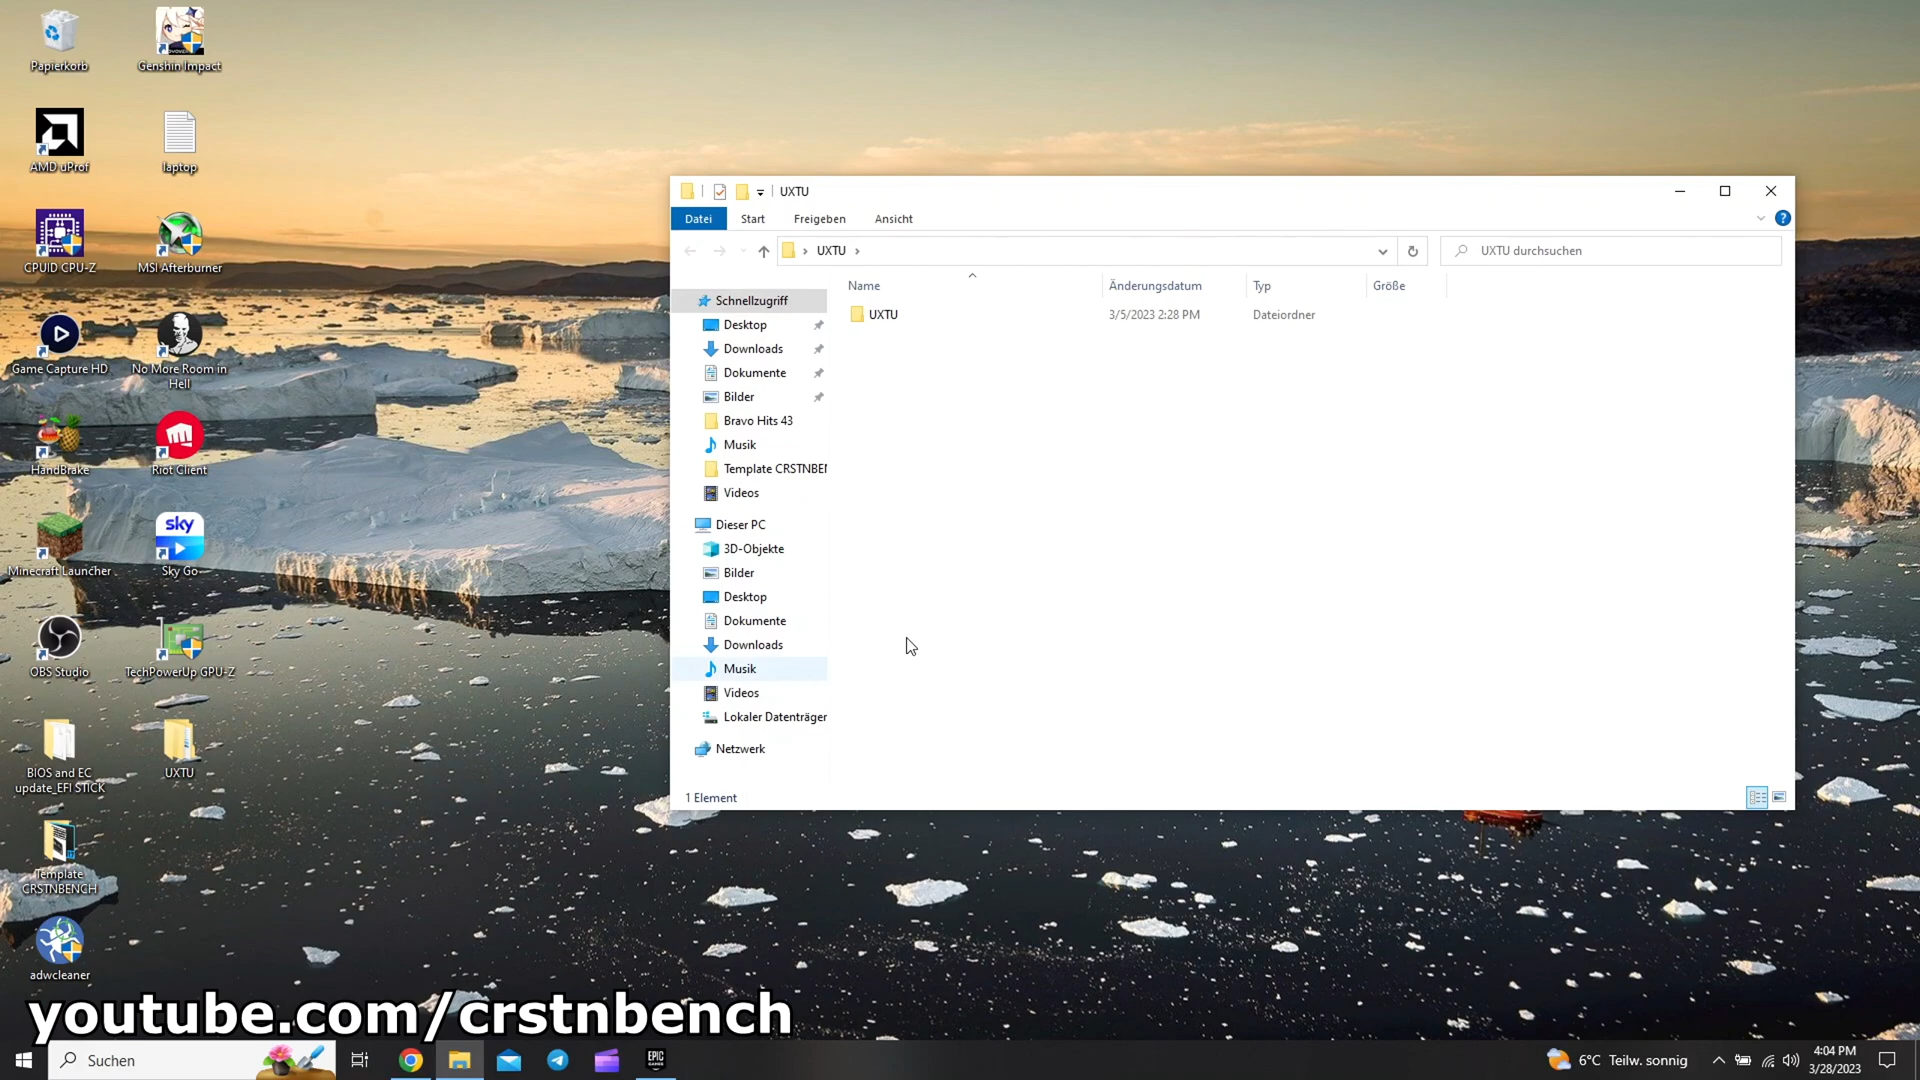 Papierkorb
Genshin Impact
AMD uProf
laptop
CPUID CPU-Z
MSI Afterburner
Game Capture HD
No More Room in
Hell
HandBrake
Riot Client
Minecraft Launcher
sky
Sky Go
OBS Studio
TechPowerUp GPU-Z
BIOS and EC
update_EFI STICK
UXTU
Template
CRSTNBENCH
adwcleaner
UXTU
Datei
Start
Freigeben
Ansicht
UXTU
UXTU durchsuchen
Name
Änderungsdatum
Typ
Größe
Schnellzugriff
Desktop
Downloads
Dokumente
Bilder
Bravo Hits 43
Musik
Template CRSTNBEN
Videos
Dieser PC
3D-Objekte
Bilder
Desktop
Dokumente
Downloads
Musik
Videos
Lokaler Datenträger
Netzwerk
UXTU
3/5/2023 2:28 PM
Dateiordner
1 Element
youtube.com/crstnbench
Suchen
EPIC
GAMES
6°C Teilw. sonnig
4:04 PM
3/28/2023